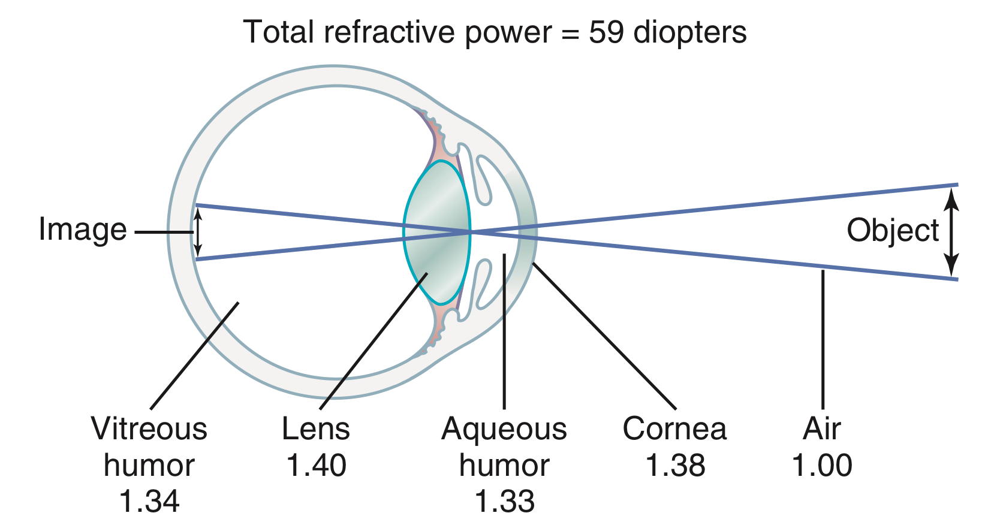 Total refractive power = 59 diopters
Image
Object
Vitreous
humor
1.34
Lens
1.40
Aqueous
humor
1.33
Cornea
1.38
Air
1.00